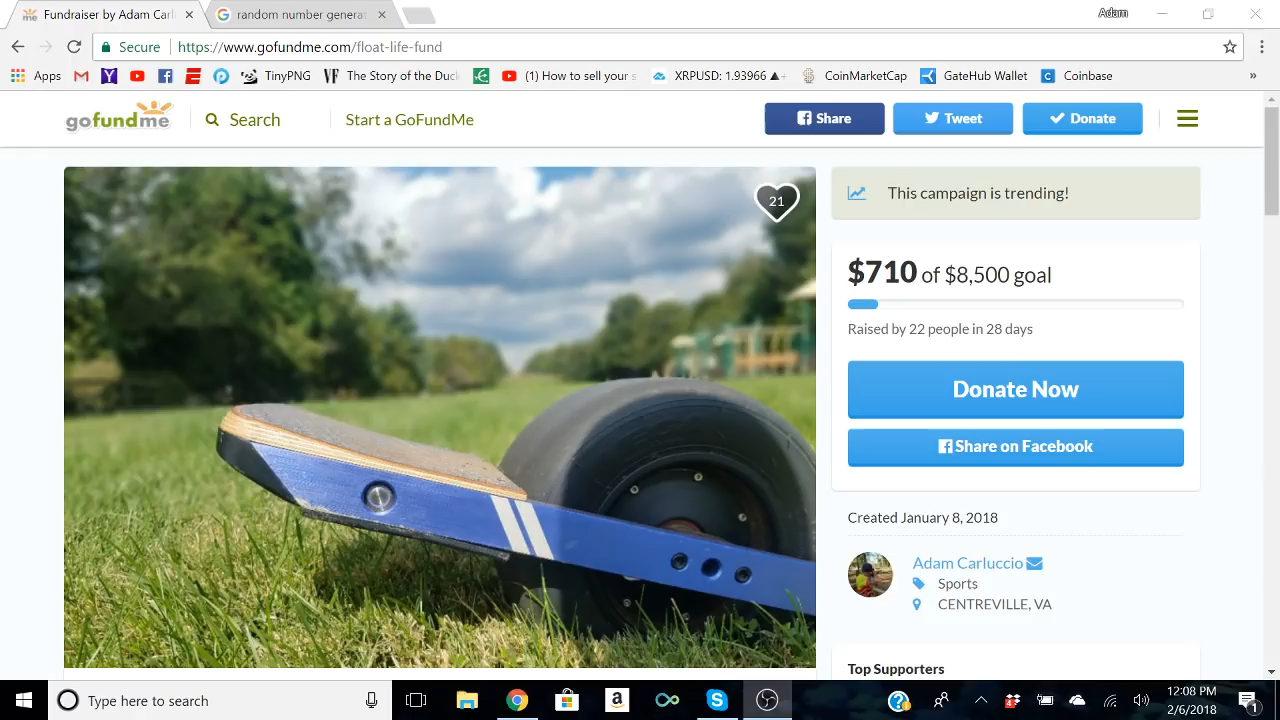 Fundraiser by Adam Carl
random number generat
Adam
Secure
https://www.gofundme.com/float-life-fund
Apps
TinyPNG
VF
The Story of the Du
(1) How to sell your
XRPUSD 1.93966 ▲+
CoinMarketCap
GateHub Wallet
Coinbase
»
gofundme
Search
Start a GoFundMe
Share
Tweet
Donate
21
This campaign is trending!
$710 of $8,500 goal
Raised by 22 people in 28 days
Donate Now
Share on Facebook
Created January 8, 2018
Adam Carluccio
Sports
CENTREVILLE, VA
Top Supporters
Type here to search
12:08 PM
2/6/2018